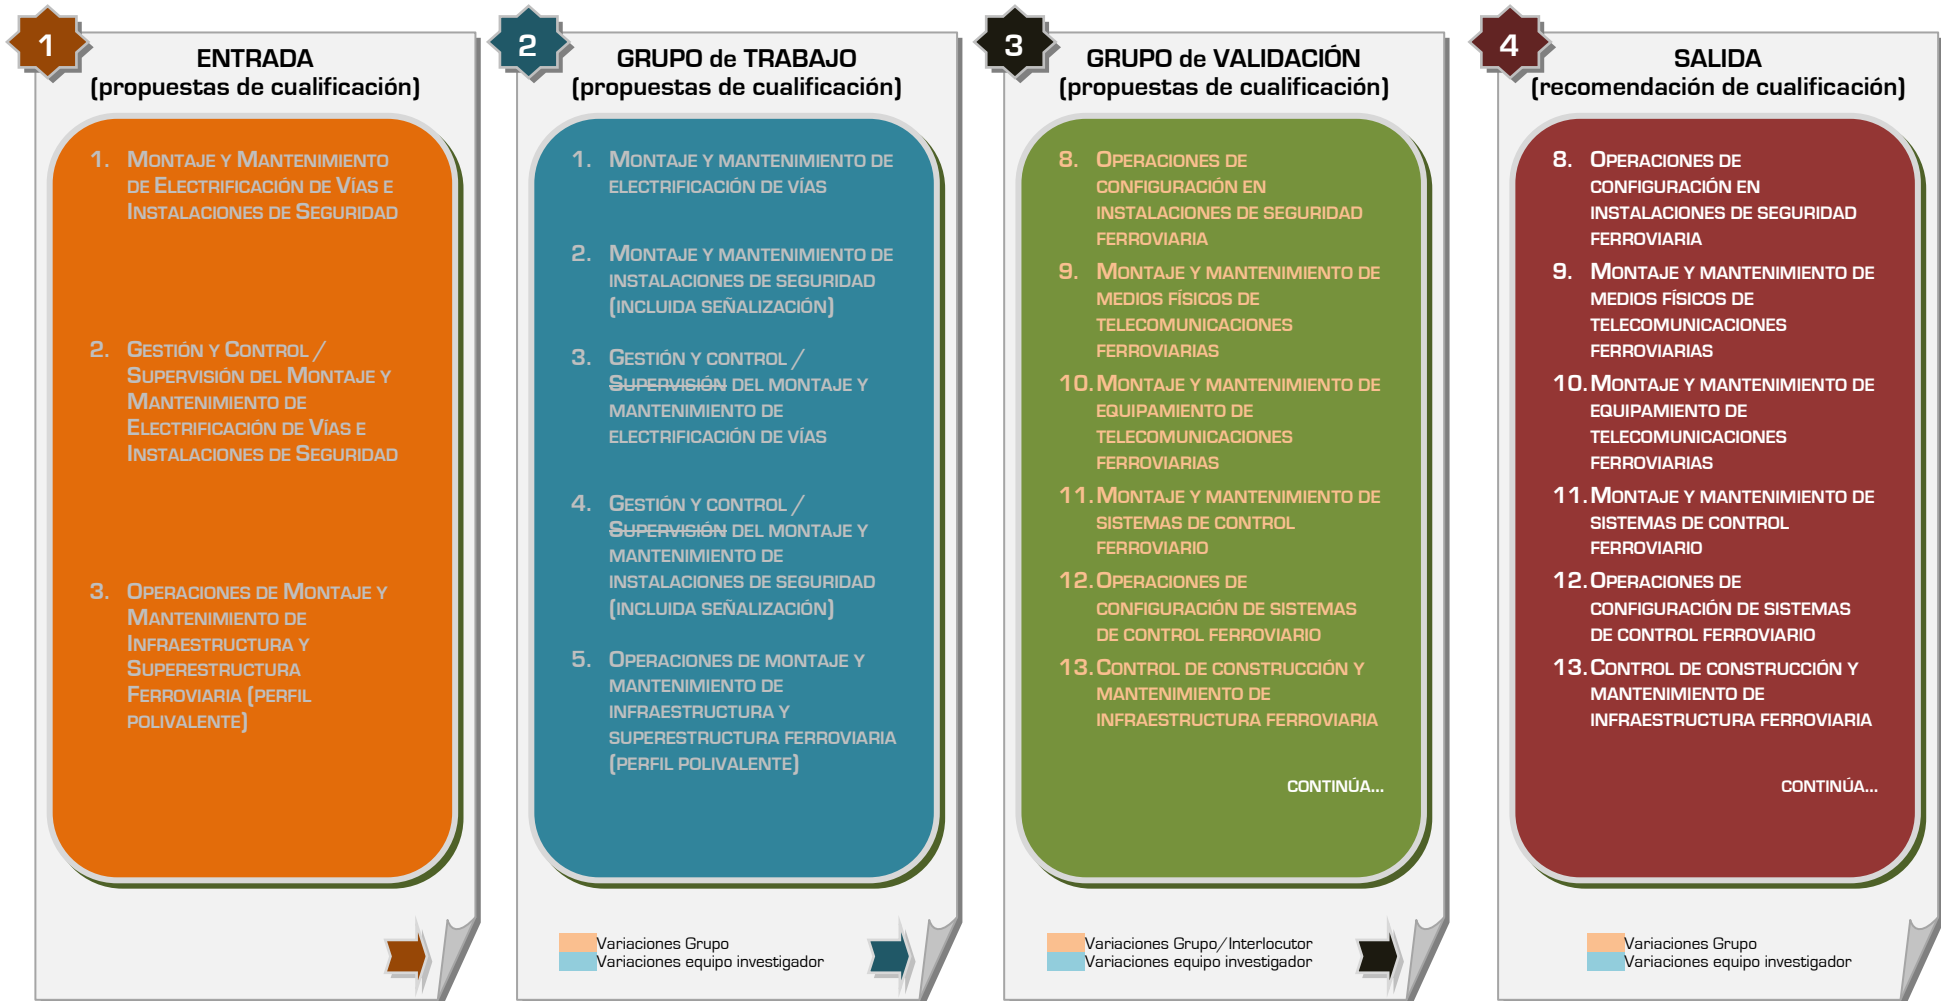 1
ENTRADA
(propuestas de cualificación)
1. Montaje y Mantenimiento
de Electrificación de Vías e
Instalaciones de Seguridad
2. Gestión y Control /
Supervisión del Montaje y
Mantenimiento de
Electrificación de Vías e
Instalaciones de Seguridad
3. Operaciones de Montaje y
Mantenimiento de
Infraestructura y
Superestructura
Ferroviaria (perfil
polivalente)
2
GRUPO de TRABAJO
(propuestas de cualificación)
1. Montaje y mantenimiento de
electrificación de vías
2. Montaje y mantenimiento de
instalaciones de seguridad
(incluida señalización)
3. Gestión y control /
Supervisión del montaje y
mantenimiento de
electrificación de vías
4. Gestión y control /
Supervisión del montaje y
mantenimiento de
instalaciones de seguridad
(incluida señalización)
5. Operaciones de montaje y
mantenimiento de
infraestructura y
superestructura ferroviaria
(perfil polivalente)
Variaciones Grupo
Variaciones equipo investigador
3
GRUPO de VALIDACIÓN
(propuestas de cualificación)
8. Operaciones de
configuración en
instalaciones de seguridad
ferroviaria
9. Montaje y mantenimiento de
medios físicos de
telecomunicaciones
ferroviarias
10. Montaje y mantenimiento de
equipamiento de
telecomunicaciones
ferroviarias
11. Montaje y mantenimiento de
sistemas de control
ferroviario
12. Operaciones de
configuración de sistemas
de control ferroviario
13. Control de construcción y
mantenimiento de
infraestructura ferroviaria
continúa...
Variaciones Grupo/Interlocutor
Variaciones equipo investigador
4
SALIDA
(recomendación de cualificación)
8. Operaciones de
configuración en
instalaciones de seguridad
ferroviaria
9. Montaje y mantenimiento de
medios físicos de
telecomunicaciones
ferroviarias
10. Montaje y mantenimiento de
equipamiento de
telecomunicaciones
ferroviarias
11. Montaje y mantenimiento de
sistemas de control
ferroviario
12. Operaciones de
configuración de sistemas
de control ferroviario
13. Control de construcción y
mantenimiento de
infraestructura ferroviaria
continúa...
Variaciones Grupo
Variaciones equipo investigador